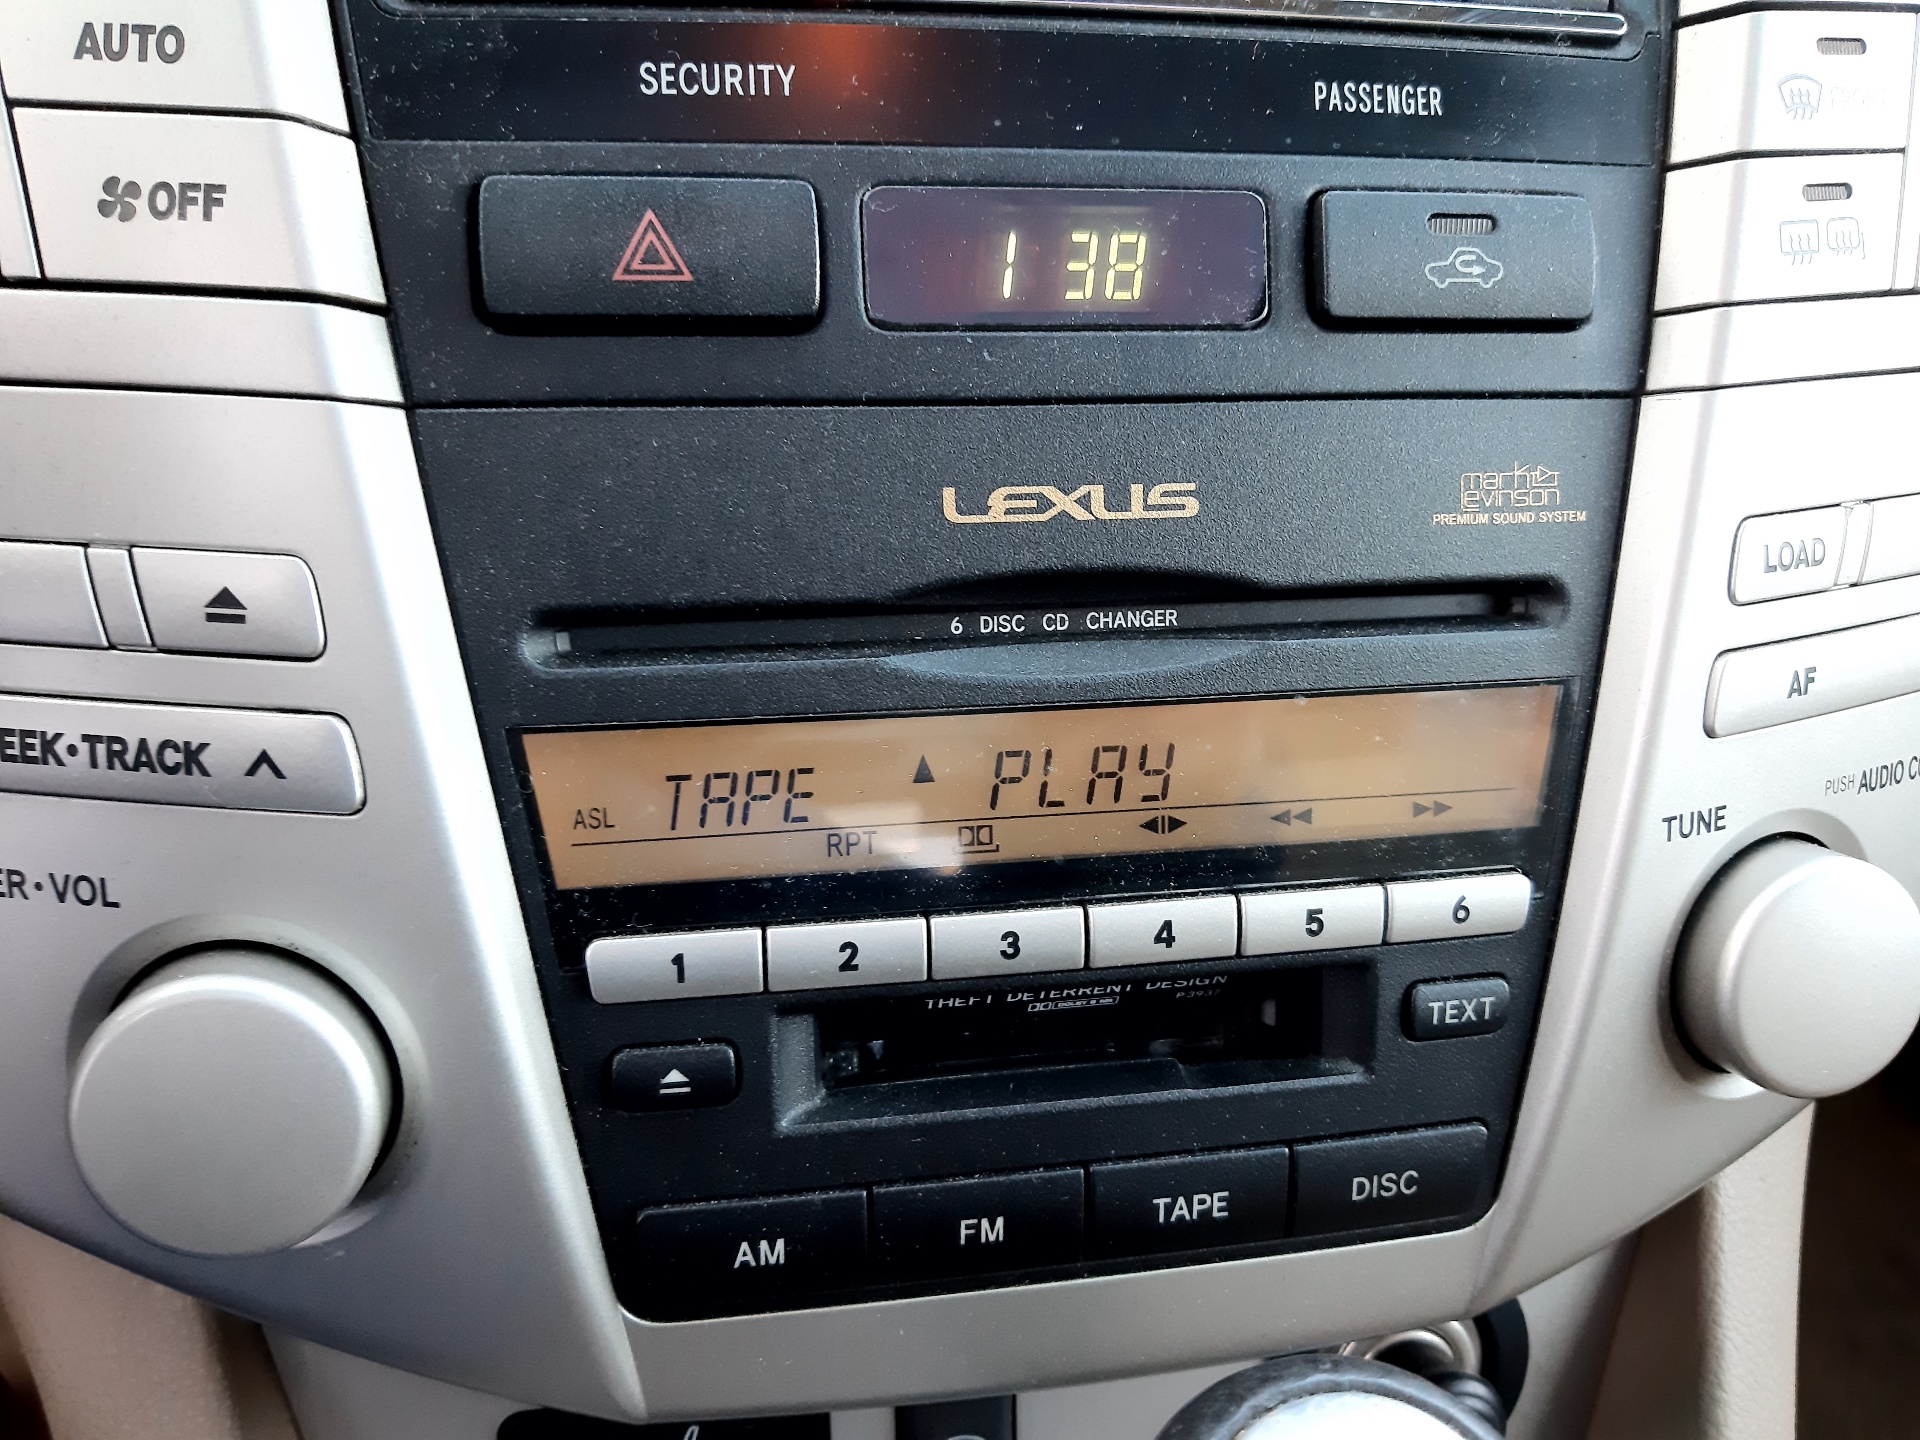 AUTO
SECURITY
PASSENGER
OFF
1 38
LEXUS
mark
levinson
PREMIUM SOUND SYSTEM
LOAD
6 DISC CD CHANGER
AF
EEK•TRACK
TAPE PLAY
ASL
RPT
PUSH AUDIO CO
TUNE
ER•VOL
1 2 3 4 5 6
THEFT DETERRENT DESIGN
TEXT
AM FM TAPE DISC